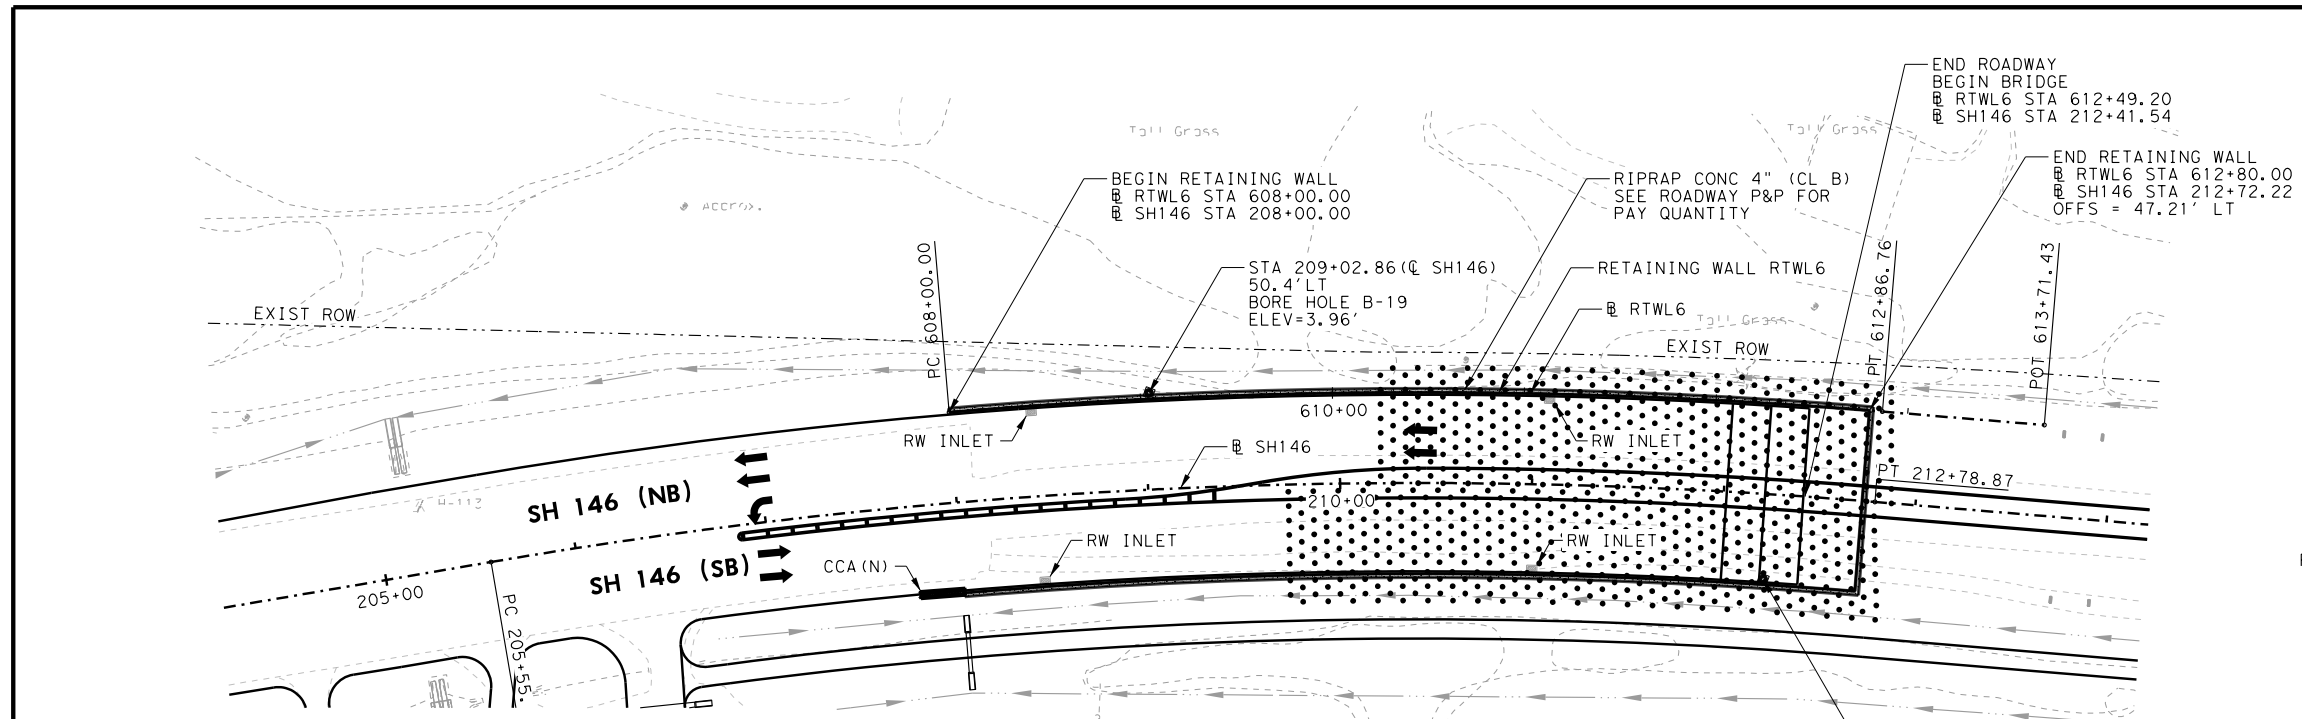 END ROADWAY
BEGIN BRIDGE
℄ RTWL6 STA 612+49.20
℄ SH146 STA 212+41.54
Tall Grass
Tall Grass
END RETAINING WALL
℄ RTWL6 STA 612+80.00
℄ SH146 STA 212+72.22
OFFS = 47.21' LT
BEGIN RETAINING WALL
℄ RTWL6 STA 608+00.00
℄ SH146 STA 208+00.00
RIPRAP CONC 4" (CL B)
SEE ROADWAY P&P FOR
PAY QUANTITY
Approx.
STA 209+02.86(℄ SH146)
50.4'LT
BORE HOLE B-19
ELEV=3.96'
RETAINING WALL RTWL6
℄ RTWL6
PC 608+00.00
PT 612+86.76
POT 613+71.43
EXIST ROW
Tall Grass
EXIST ROW
610+00
RW INLET
RW INLET
℄ SH146
PT 212+78.87
SH 146 (NB)
210+00
RW INLET
RW INLET
SH 146 (SB)
CCA(N)
205+00
PC 205+55.